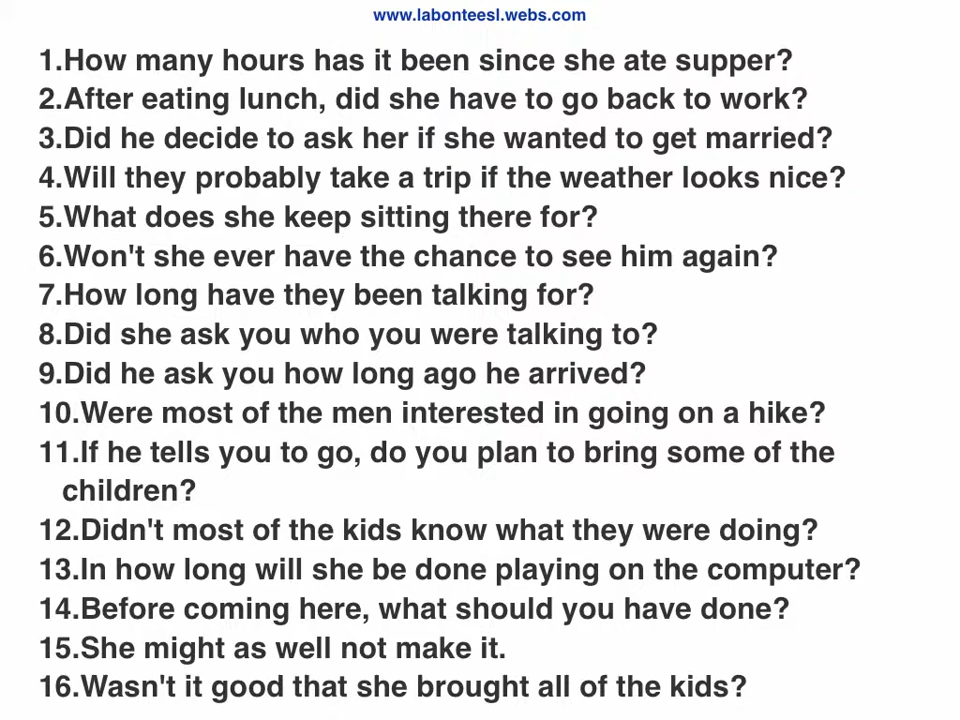 www.labonteesl.webs.com
1.How many hours has it been since she ate supper?
2.After eating lunch, did she have to go back to work?
3.Did he decide to ask her if she wanted to get married?
4.Will they probably take a trip if the weather looks nice?
5.What does she keep sitting there for?
6.Won't she ever have the chance to see him again?
7.How long have they been talking for?
8.Did she ask you who you were talking to?
9.Did he ask you how long ago he arrived?
10.Were most of the men interested in going on a hike?
11.If he tells you to go, do you plan to bring some of the
children?
12.Didn't most of the kids know what they were doing?
13.In how long will she be done playing on the computer?
14.Before coming here, what should you have done?
15.She might as well not make it.
16.Wasn't it good that she brought all of the kids?